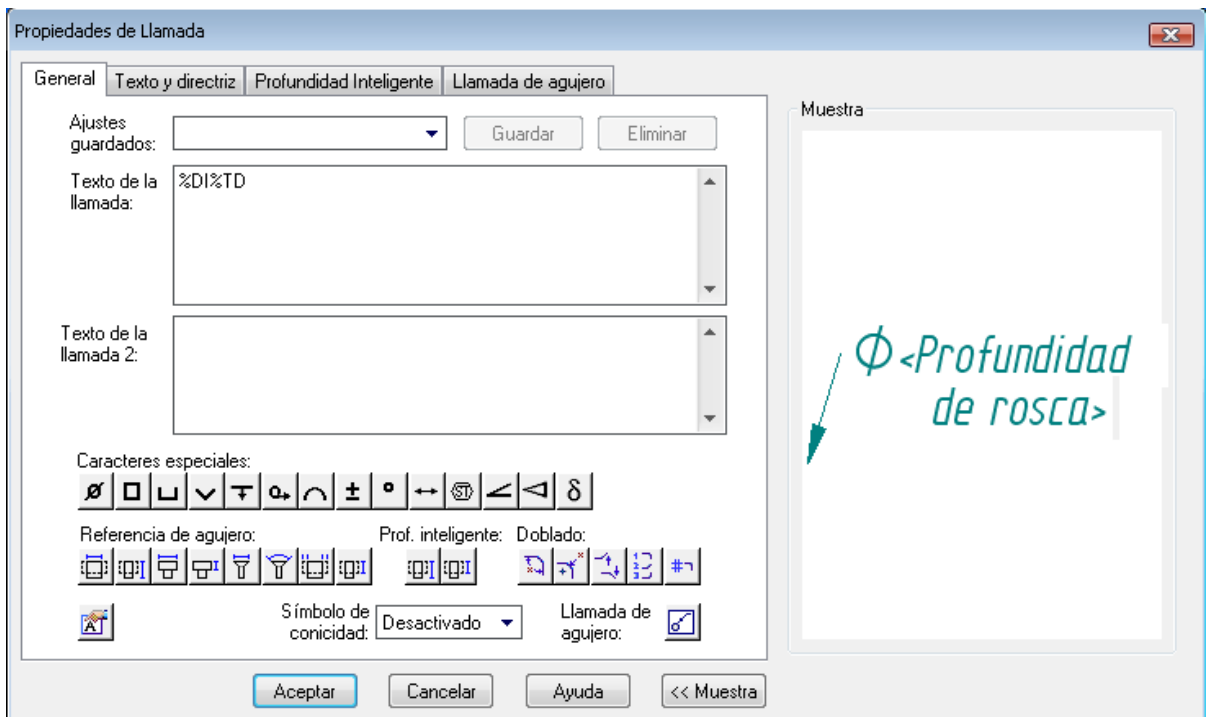 Propiedades de Llamada
General Texto y directriz Profundidad Inteligente Llamada de agujero
Ajustes
guardados:
Guardar Eliminar
Texto de la
llamada:
%DI%TD
Texto de la
llamada 2:
Caracteres especiales:
Referencia de agujero: Prof. inteligente: Doblado:
Símbolo de
conicidad:
Desactivado
Llamada de
agujero:
Aceptar Cancelar Ayuda << Muestra
Muestra
Ø<Profundidad
de rosca>